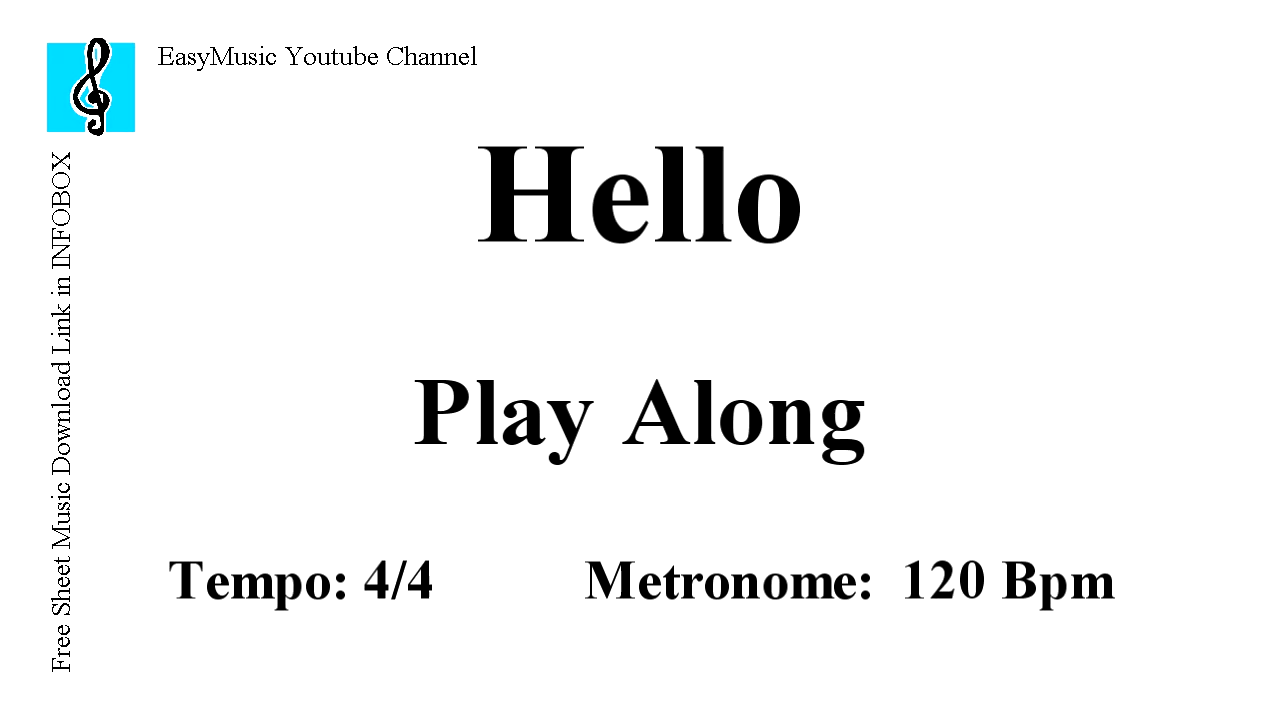 EasyMusic Youtube Channel
Hello
Play Along
Tempo: 4/4
Metronome: 120 Bpm
Free Sheet Music Download Link in INFOBOX